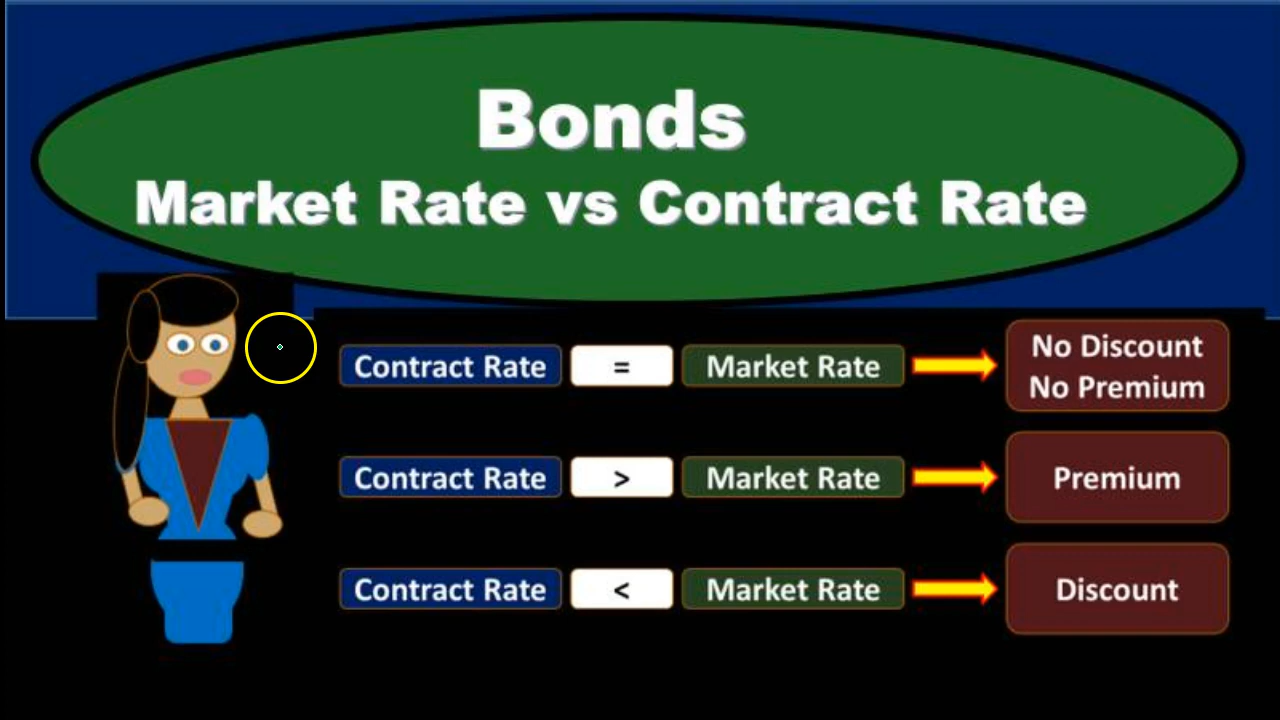 Bonds
Market Rate vs Contract Rate
Contract Rate = Market Rate No Discount
No Premium
Contract Rate > Market Rate Premium
Contract Rate < Market Rate Discount